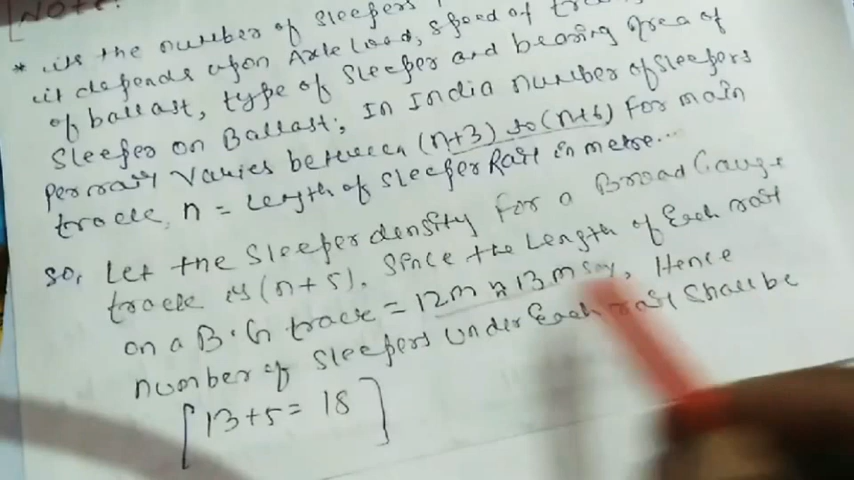 [NOTE:
* it's the number of sleepers
it depends upon Axle load, speed of
of ballast, type of sleeper and bearing Area of
Sleeper on Ballast; In India number of sleepers
per rail varies between (n+3) to (n+6) for main
track, n = Length of sleeper Rail in metre...
so, Let the sleeper density for a Broad Gauge
track is (n+5). Since the Length of Each rail
on a B.G track = 12m ≈ 13m say, Hence
number of sleepers under Each rail shall be
[13+5 = 18]